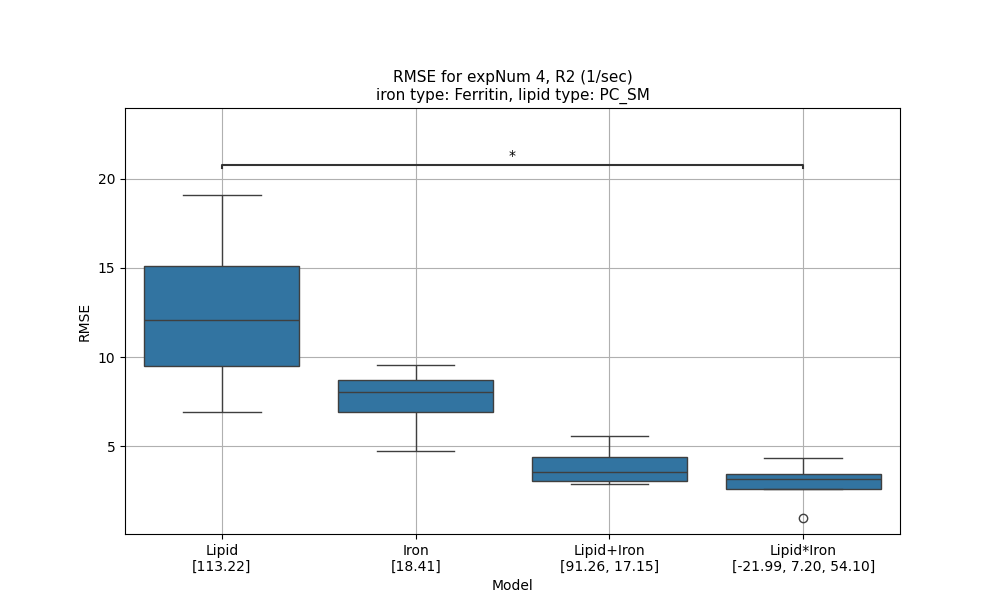 RMSE for expNum 4, R2 (1/sec)
iron type: Ferritin, lipid type: PC_SM
*
20
15
10
5
RMSE
Lipid
[113.22]
Iron
[18.41]
Lipid+Iron
[91.26, 17.15]
Lipid*Iron
[-21.99, 7.20, 54.10]
Model